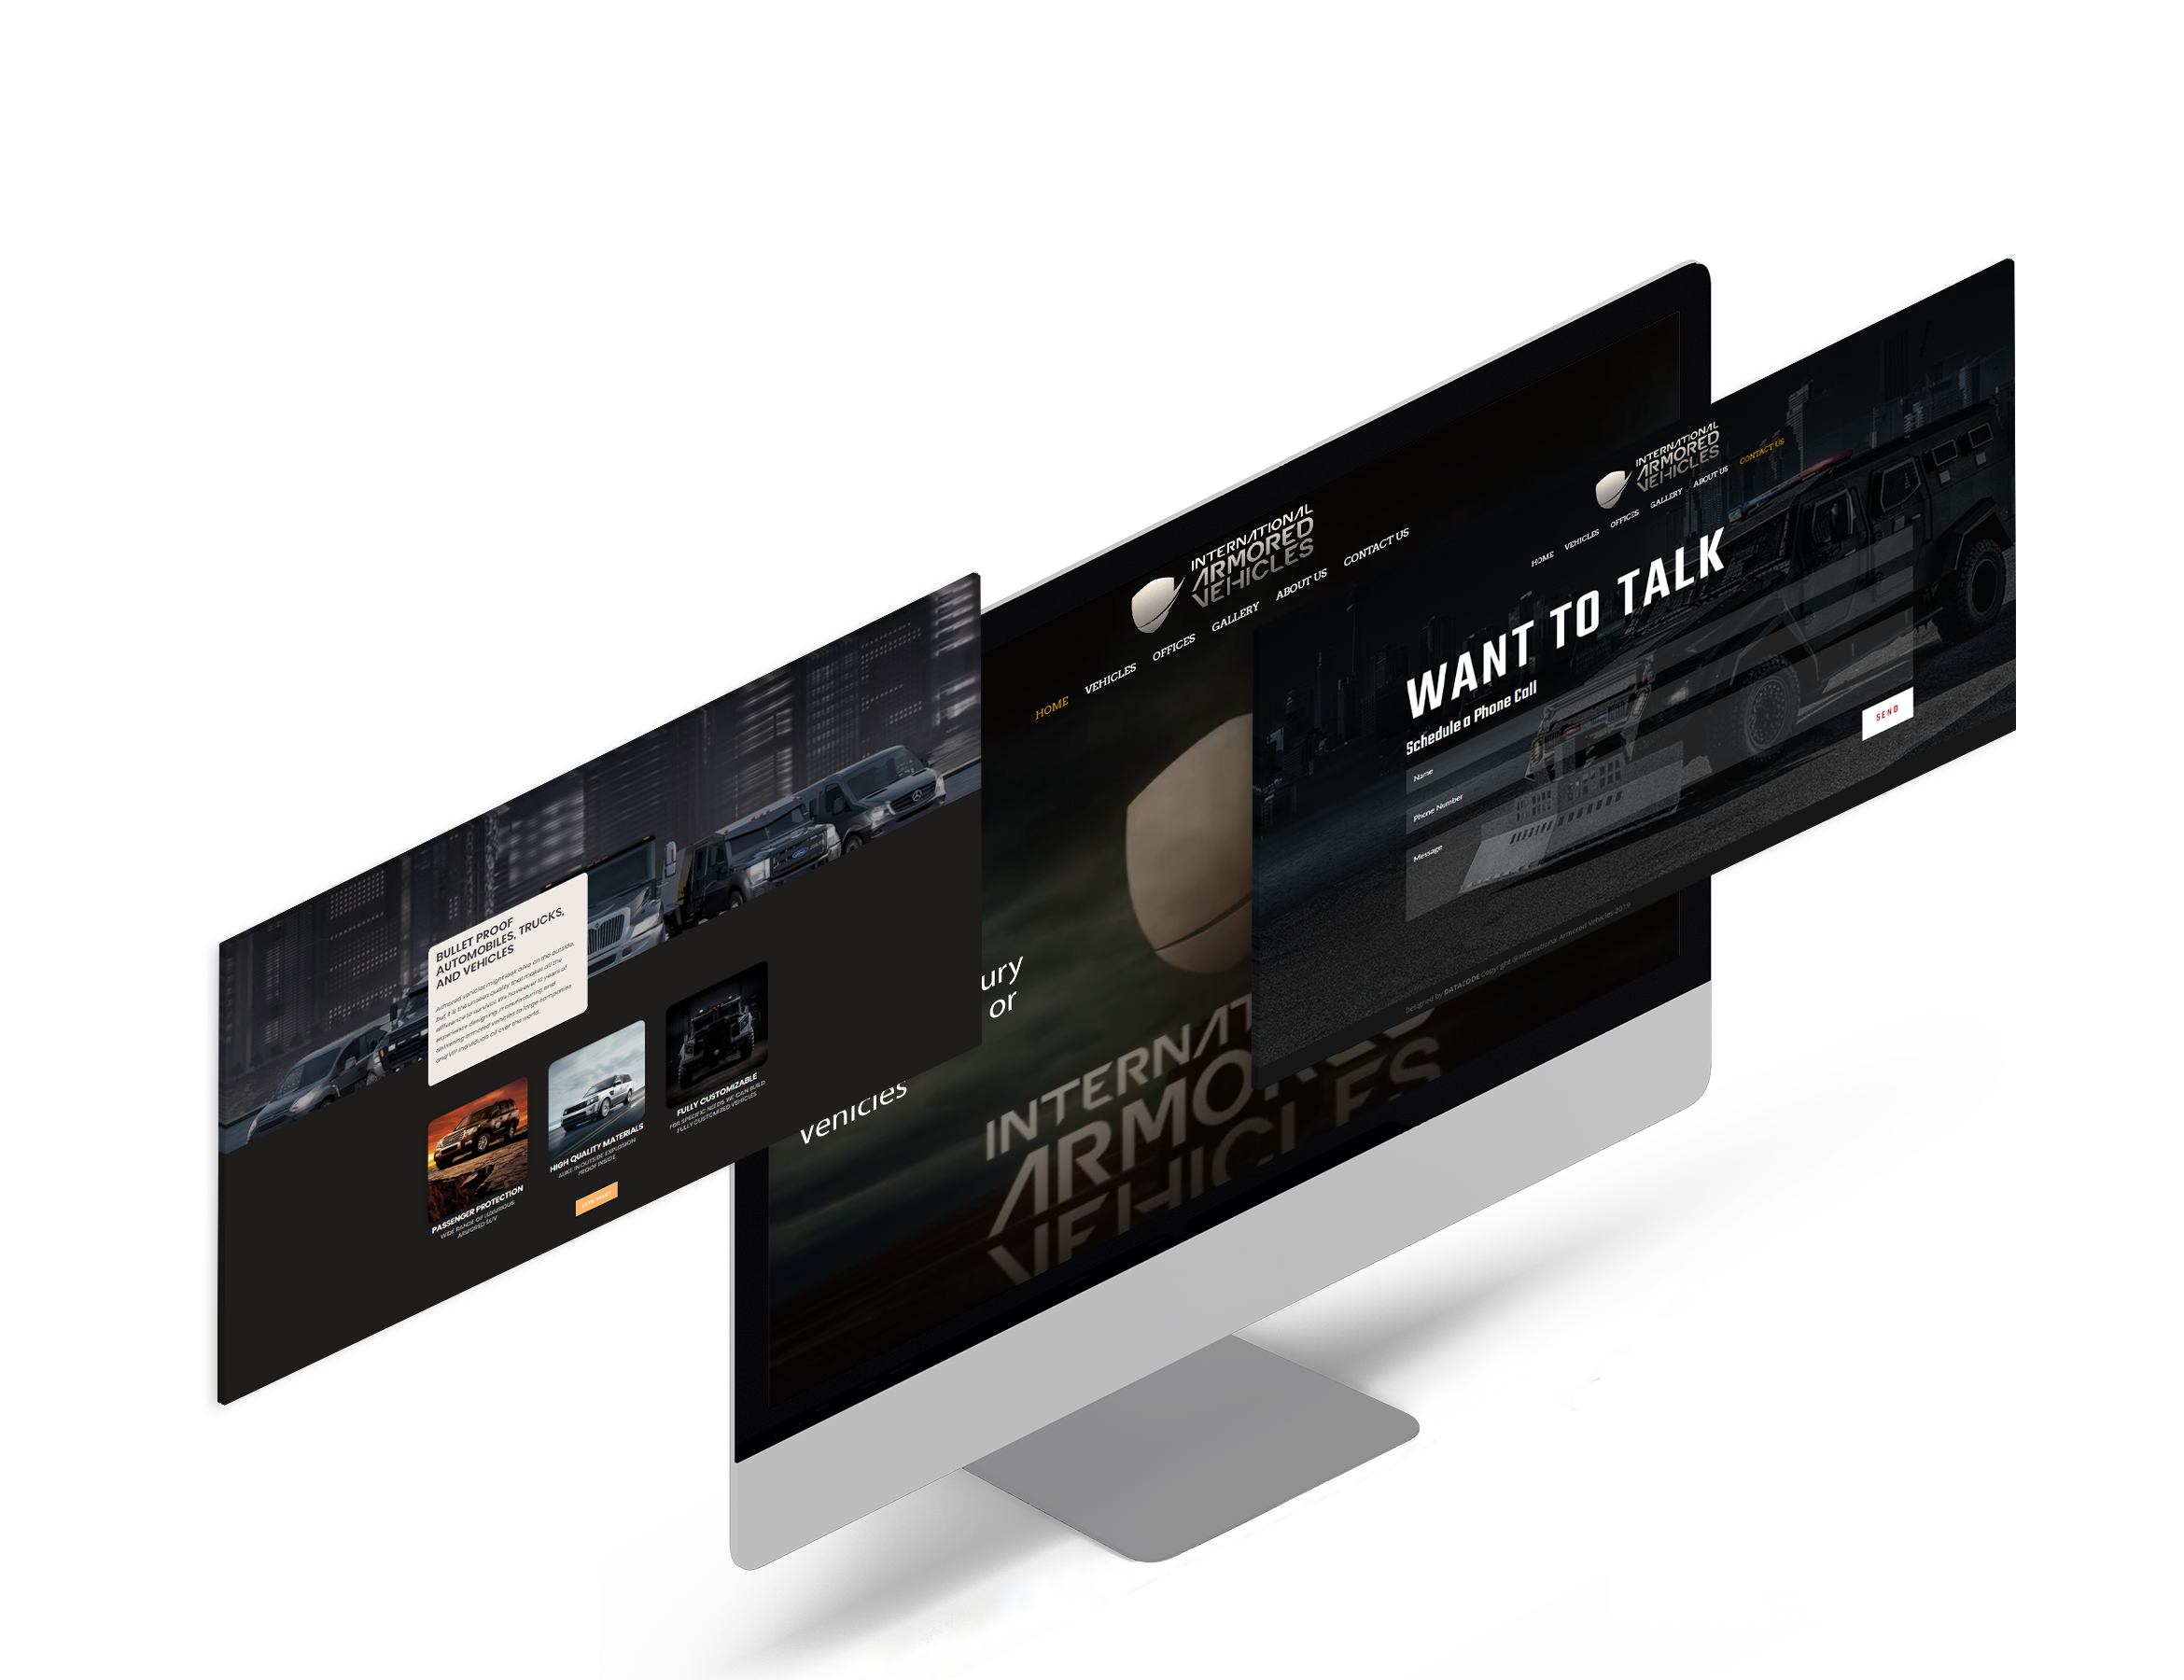 BULLET PROOF
AUTOMOBILES, TRUCKS,
AND VEHICLES
Armored vehicles might look alike on the outside,
but it is the unseen quality that makes all the
difference to survival. We have over 15 years of
experience designing, manufacturing and
delivering armored vehicles to large companies
and VIP individuals all over the world.
PASSENGER PROTECTION
WIDE RANGE OF LUXURIOUS
ARMORED SUV
HIGH QUALITY MATERIALS
ALIKE IN OUTSIDE EXPLOSION
PROOF INSIDE
FULLY CUSTOMIZABLE
FOR SPECIFIC NEEDS WE CAN BUILD
FULLY CUSTOMIZED VEHICLES
LET'S TALK!
INTERNATIONAL
ARMORED
VEHICLES
HOME VEHICLES OFFICES GALLERY ABOUT US CONTACT US
ury
or
vehicles
INTERNAT
ARMORED
VEHICLES
INTERNATIONAL
ARMORED
VEHICLES
HOME VEHICLES OFFICES GALLERY ABOUT US CONTACT US
WANT TO TALK
Schedule a Phone Call
Name
Phone Number
Message
SEND
Designed by DATACODE Copyright @International Armored Vehicles 2019